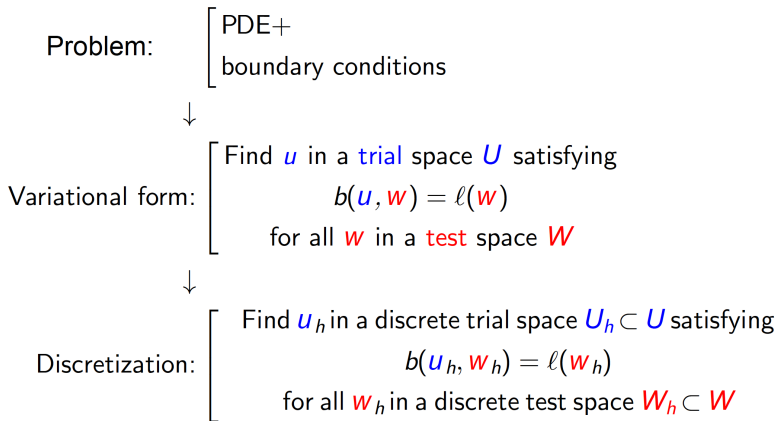 Problem: PDE+
boundary conditions
↓
Find u in a trial space U satisfying
Variational form: b(u, w) = ℓ(w)
for all w in a test space W
↓
Find u_h in a discrete trial space U_h ⊂ U satisfying
Discretization: b(u_h, w_h) = ℓ(w_h)
for all w_h in a discrete test space W_h ⊂ W